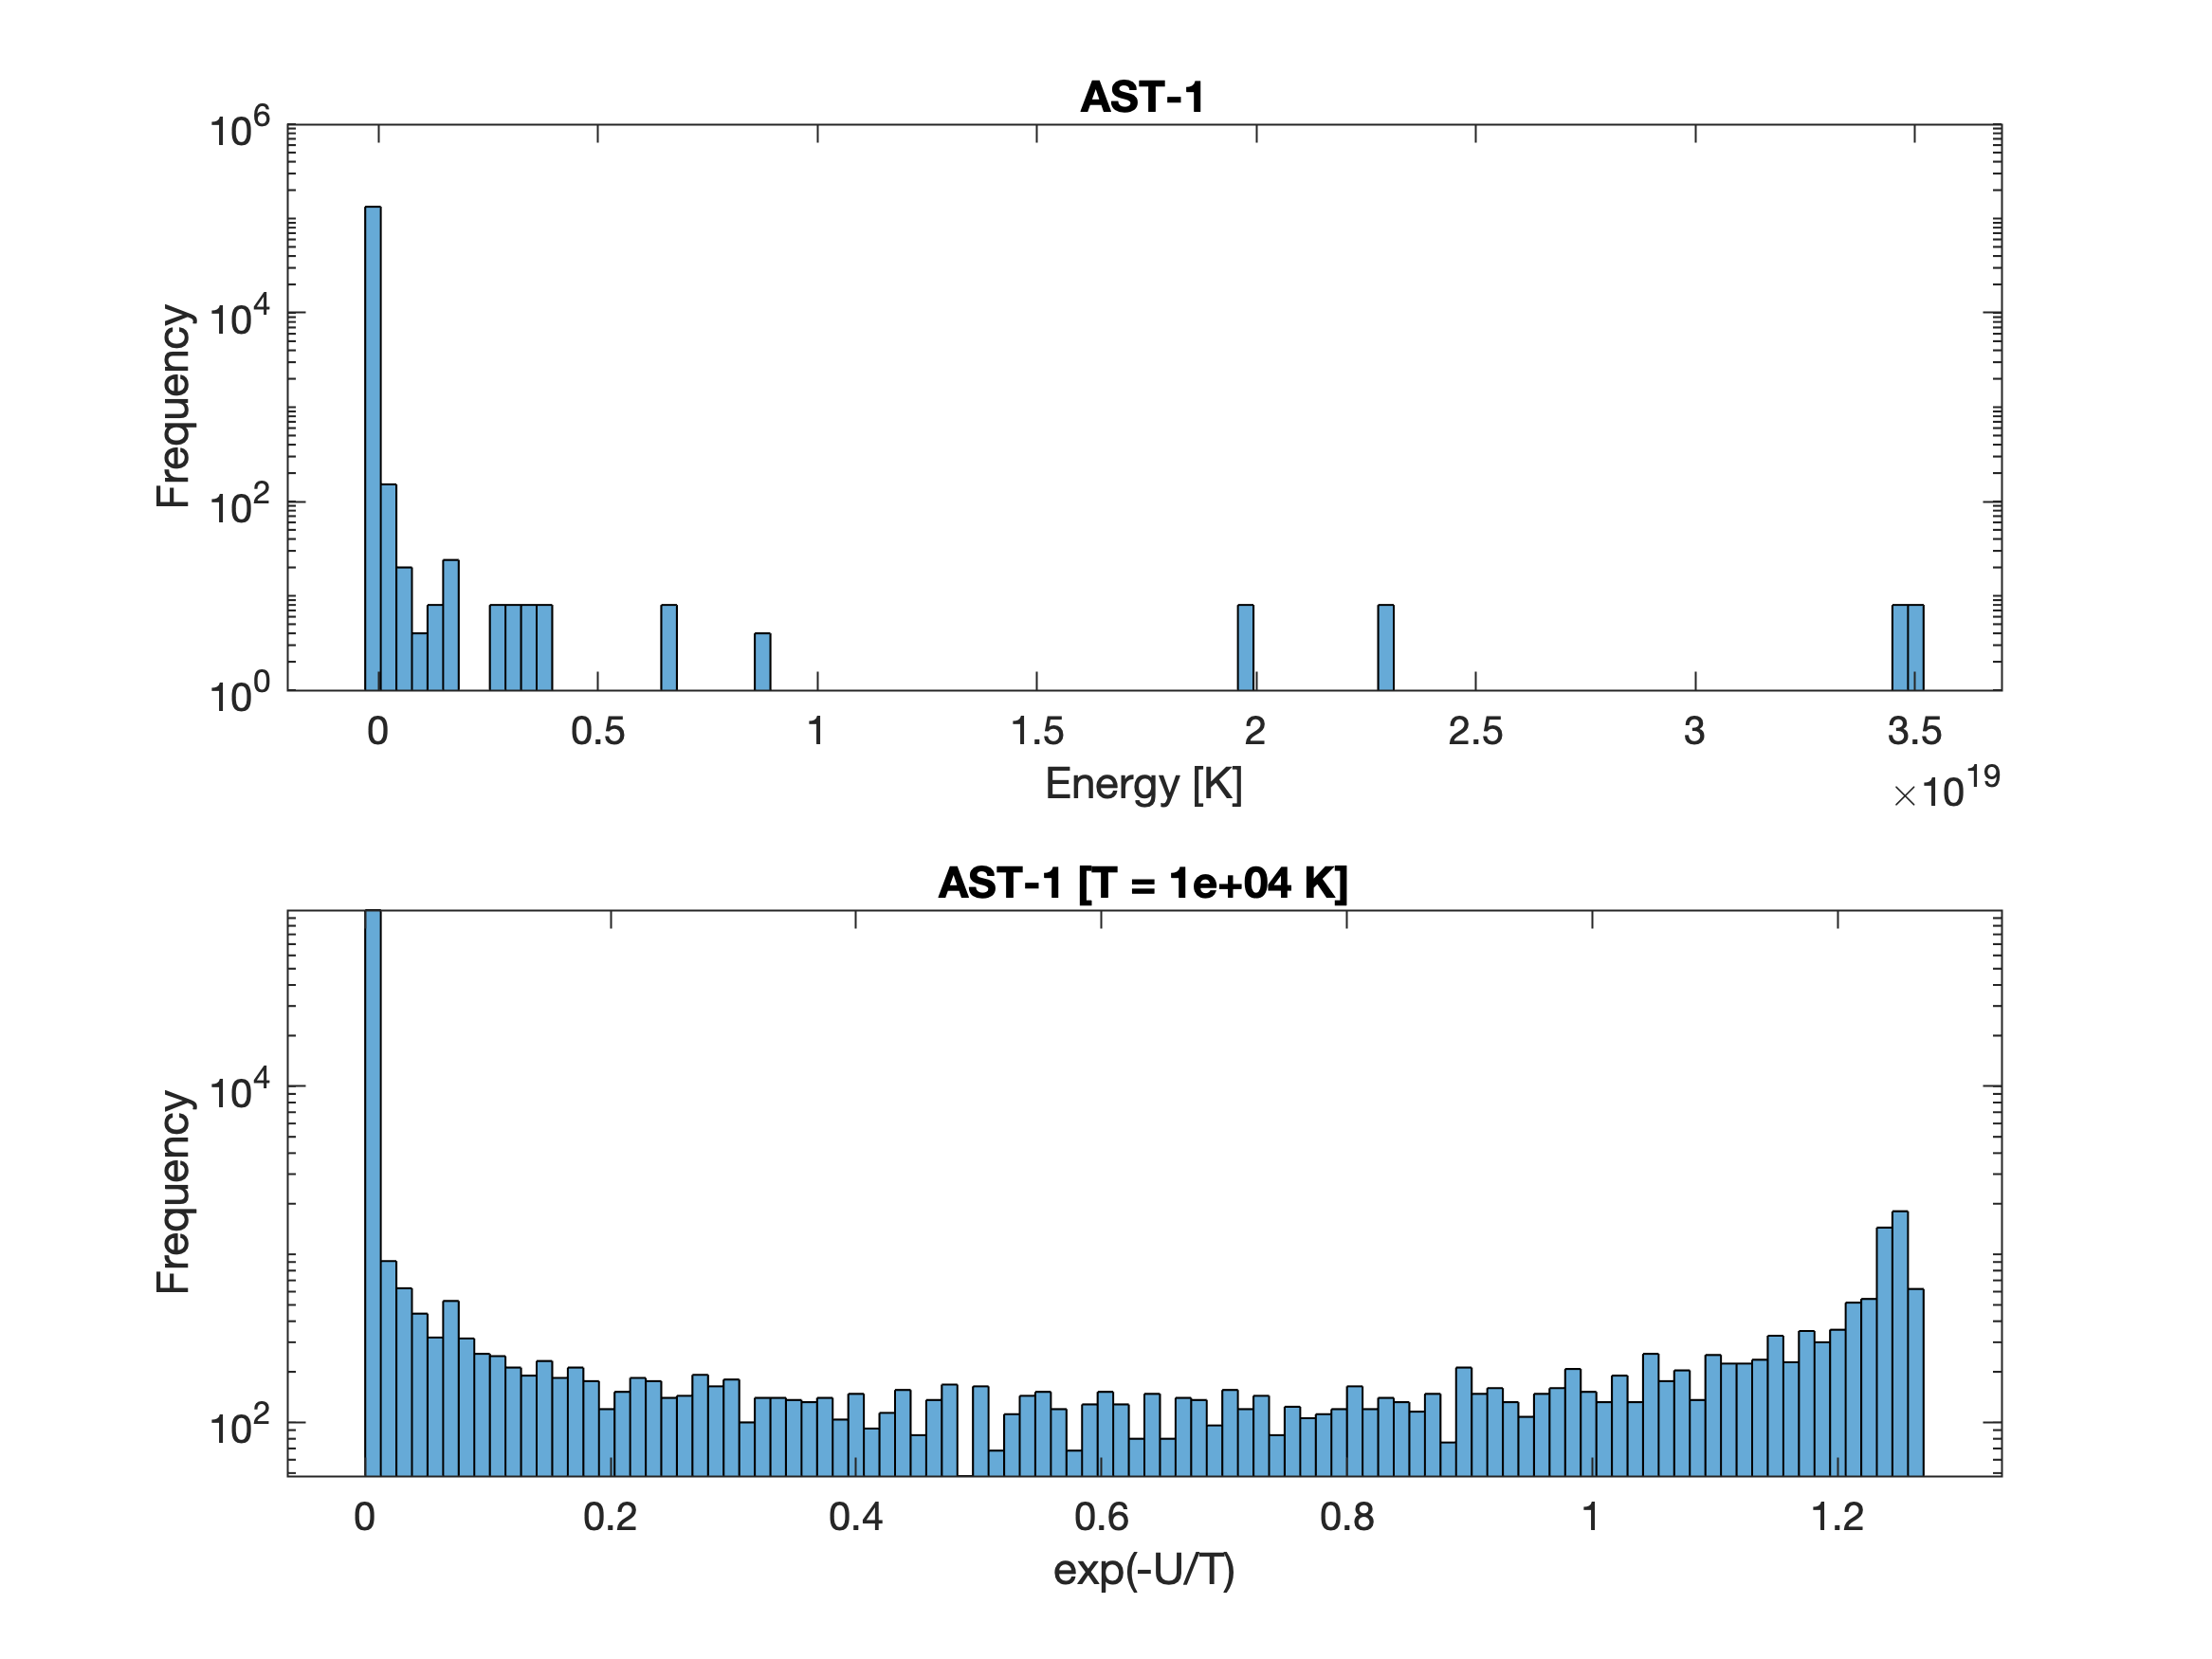 AST-1
10^6
10^4
10^2
10^0
Frequency
0 0.5 1 1.5 2 2.5 3 3.5
Energy [K]
×10^19
AST-1 [T = 1e+04 K]
10^4
10^2
Frequency
0 0.2 0.4 0.6 0.8 1 1.2
exp(-U/T)